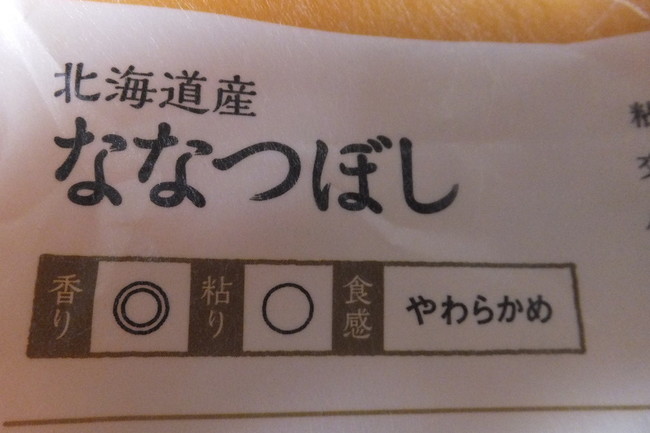 北海道産
ななつぼし
香り ◎ 粘り ○ 食感 やわらかめ